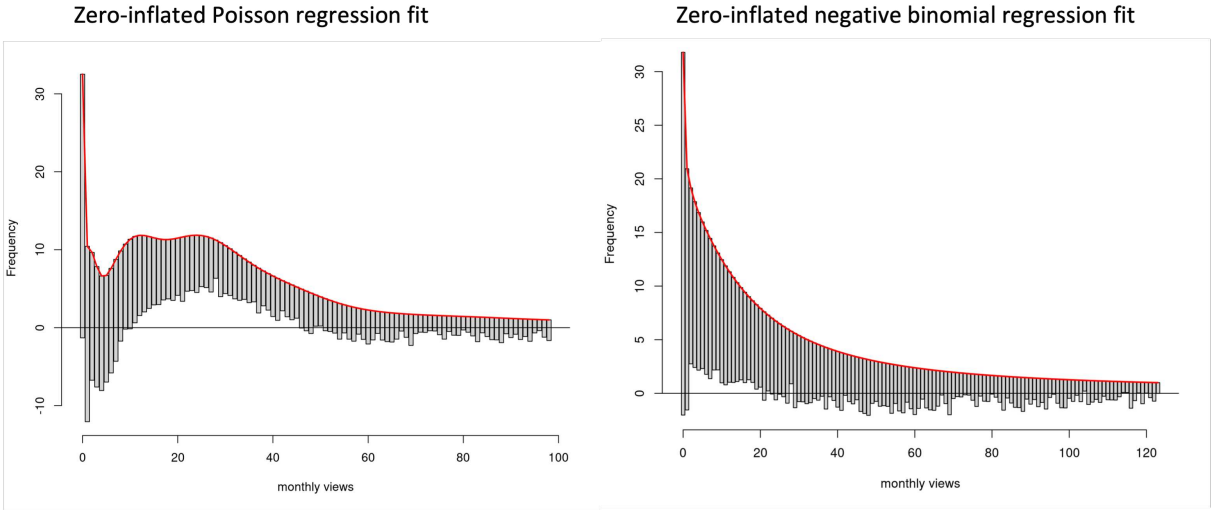 Zero-inflated Poisson regression fit
Frequency
30
20
10
0
-10
0 20 40 60 80 100
monthly views
Zero-inflated negative binomial regression fit
Frequency
30
25
20
15
10
5
0
0 20 40 60 80 100 120
monthly views